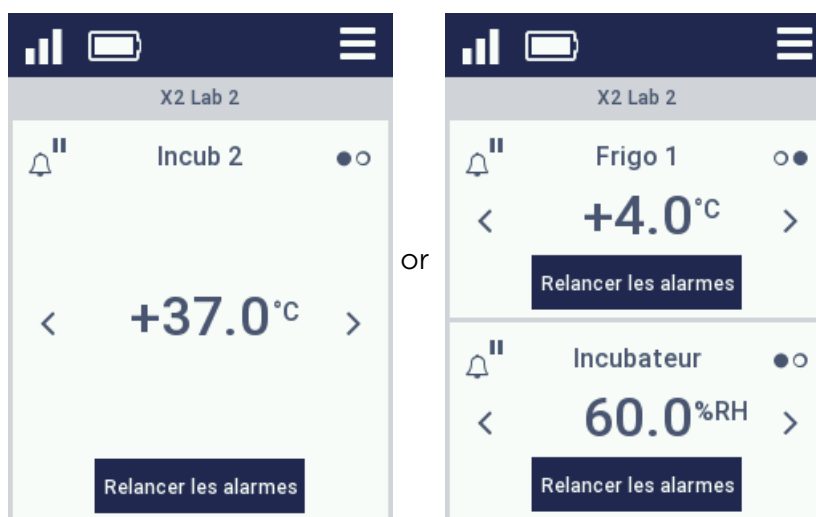 X2 Lab 2
Incub 2
+37.0°C
Relancer les alarmes
or
X2 Lab 2
Frigo 1
+4.0°C
Relancer les alarmes
Incubateur
60.0%RH
Relancer les alarmes